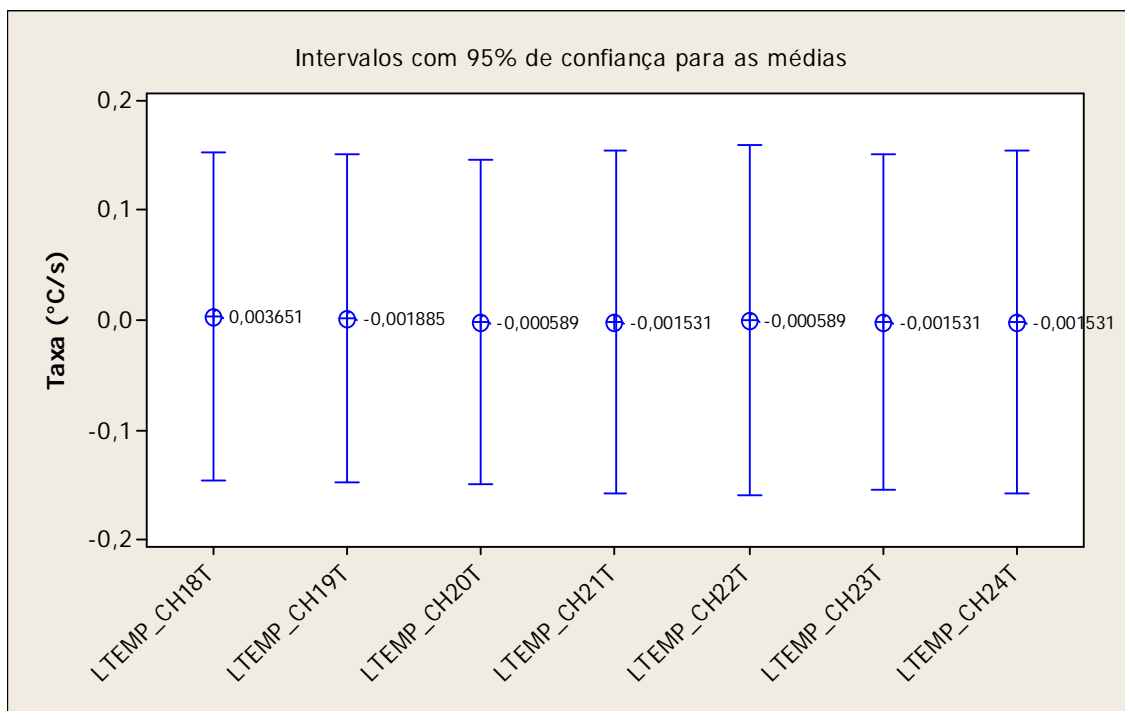 Intervalos com 95% de confiança para as médias
0,2
0,1
0,0
-0,1
-0,2
Taxa (°C/s)
0,003651
-0,001885
-0,000589
-0,001531
-0,000589
-0,001531
-0,001531
LTEMP_CH18T
LTEMP_CH19T
LTEMP_CH20T
LTEMP_CH21T
LTEMP_CH22T
LTEMP_CH23T
LTEMP_CH24T